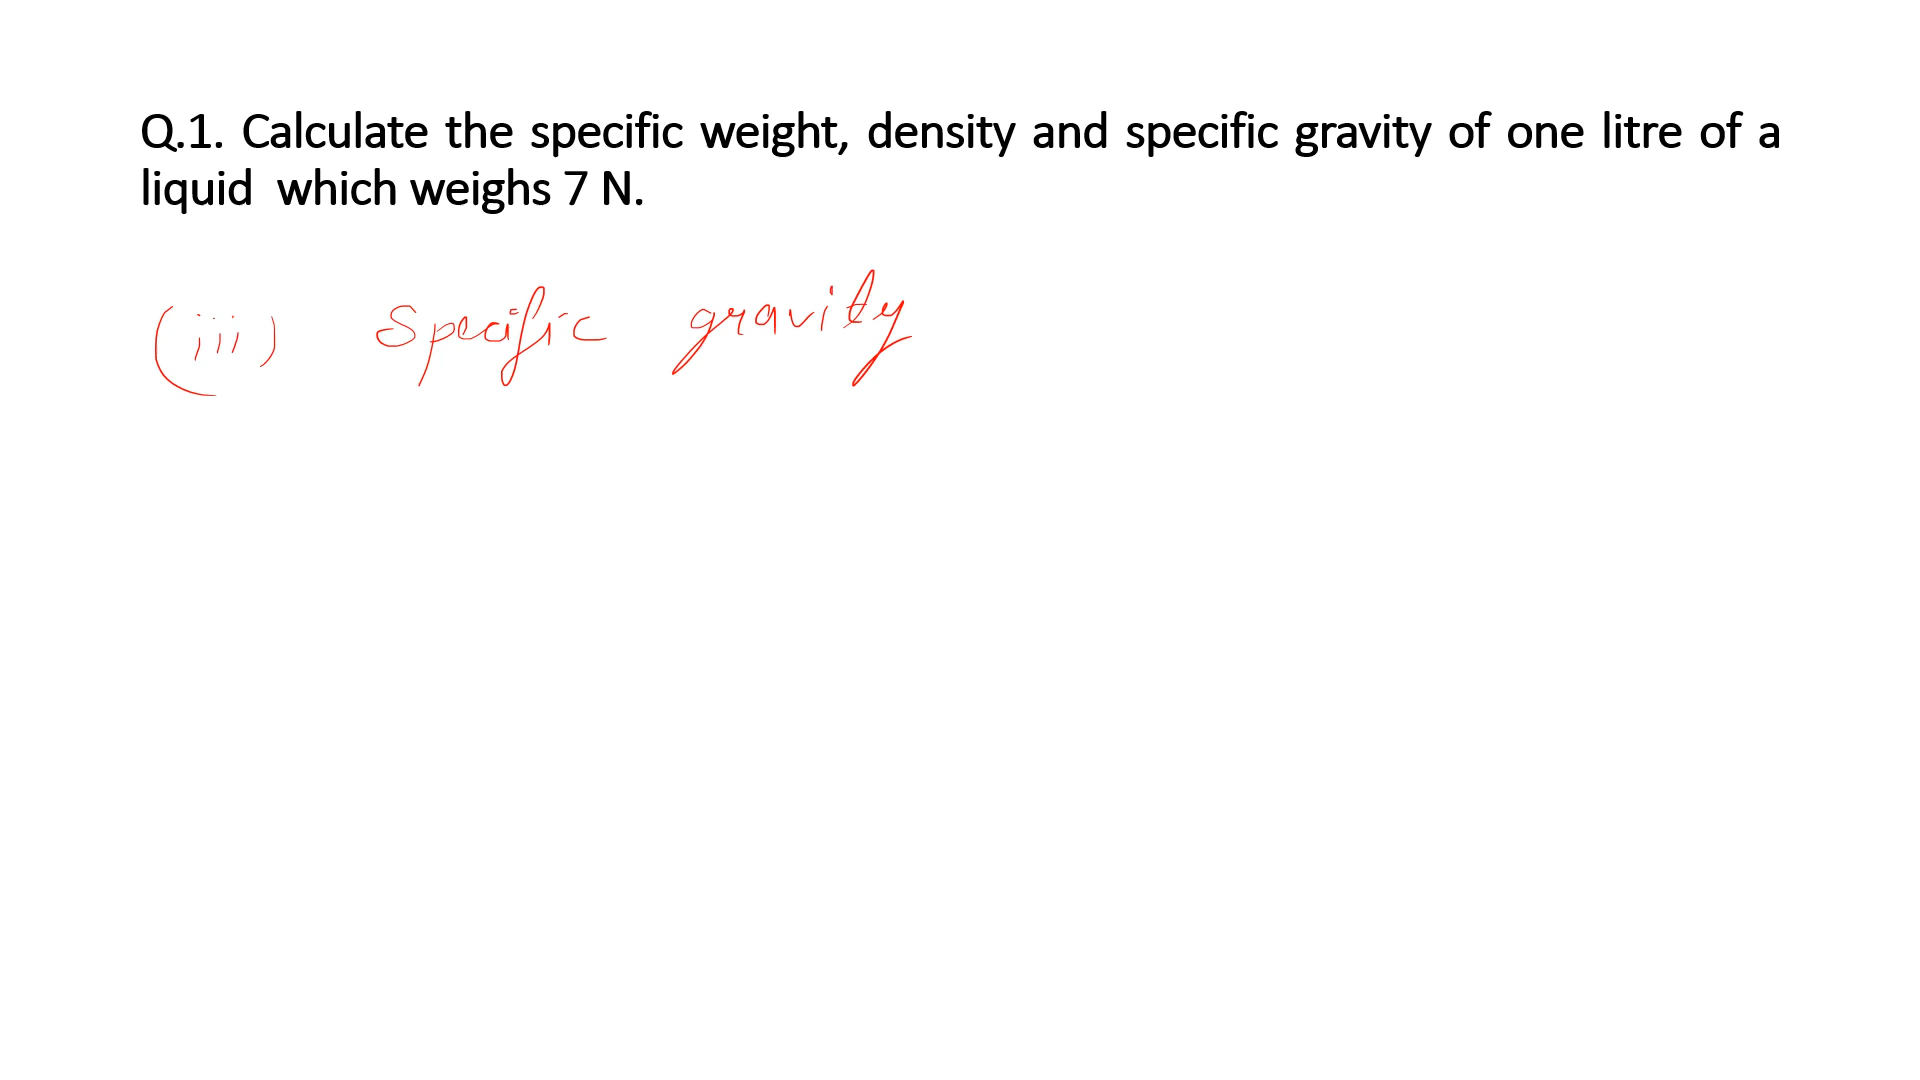 Q.1. Calculate the specific weight, density and specific gravity of one litre of a
liquid which weighs 7 N.
(iii) Specific gravity